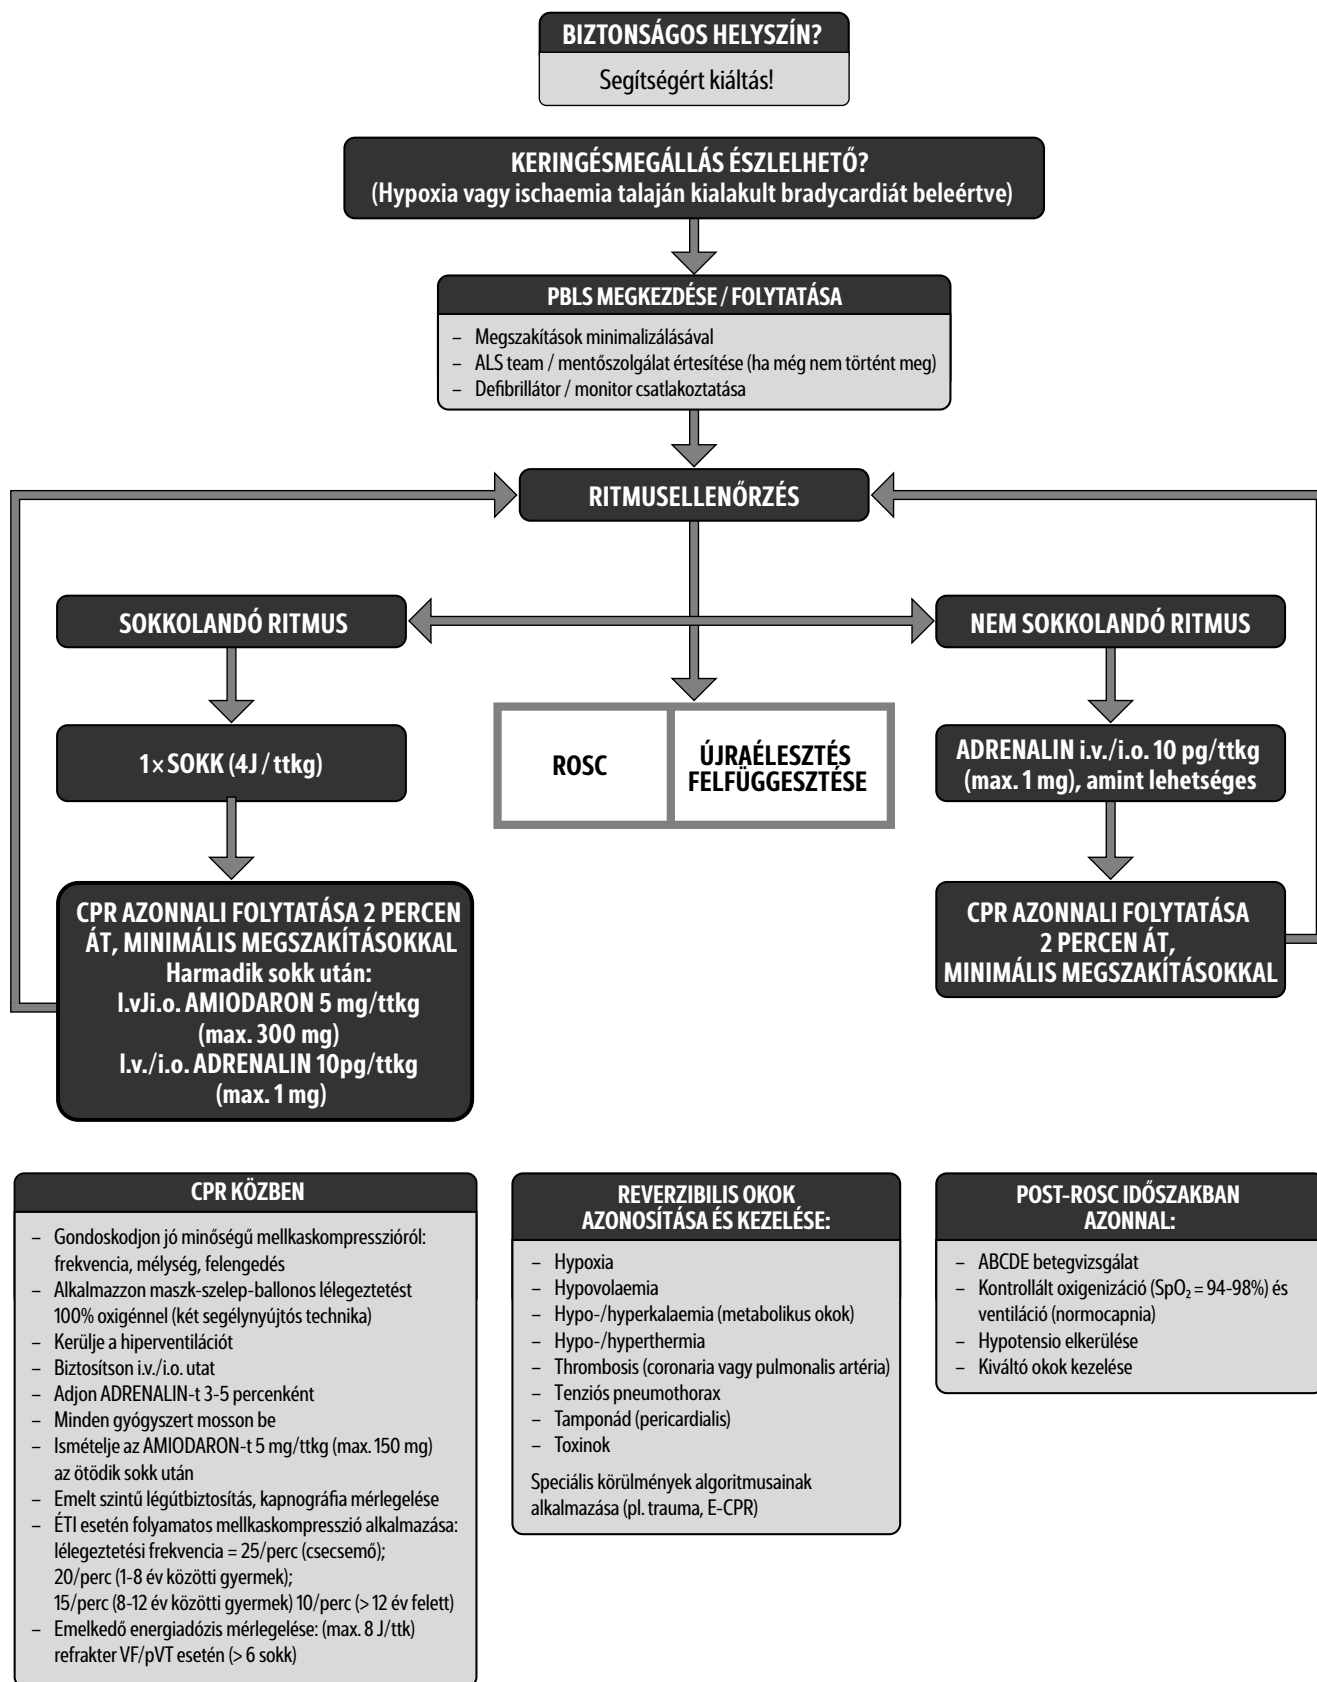 BIZTONSÁGOS HELYSZÍN?
Segítségért kiáltás!
KERINGÉSMEGÁLLÁS ÉSZLELHETŐ?
(Hypoxia vagy ischaemia talaján kialakult bradycardiát beleértve)
PBLS MEGKEZDÉSE / FOLYTATÁSA
– Megszakítások minimalizálásával
– ALS team / mentőszolgálat értesítése (ha még nem történt meg)
– Defibrillátor / monitor csatlakoztatása
RITMUSELLENŐRZÉS
SOKKOLANDÓ RITMUS
NEM SOKKOLANDÓ RITMUS
1× SOKK (4J / ttkg)
ROSC
ÚJRAÉLESZTÉS
FELFÜGGESZTÉSE
ADRENALIN i.v./i.o. 10 pg/ttkg
(max. 1 mg), amint lehetséges
CPR AZONNALI FOLYTATÁSA 2 PERCEN
ÁT, MINIMÁLIS MEGSZAKÍTÁSOKKAL
Harmadik sokk után:
I.vJi.o. AMIODARON 5 mg/ttkg
(max. 300 mg)
I.v./i.o. ADRENALIN 10pg/ttkg
(max. 1 mg)
CPR AZONNALI FOLYTATÁSA
2 PERCEN ÁT,
MINIMÁLIS MEGSZAKÍTÁSOKKAL
CPR KÖZBEN
– Gondoskodjon jó minőségű mellkaskompresszióról:
frekvencia, mélység, felengedés
– Alkalmazzon maszk-szelep-ballonos lélegeztetést
100% oxigénnel (két segélynyújtós technika)
– Kerülje a hiperventilációt
– Biztosítson i.v./i.o. utat
– Adjon ADRENALIN-t 3-5 percenként
– Minden gyógyszert mosson be
– Ismételje az AMIODARON-t 5 mg/ttkg (max. 150 mg)
az ötödik sokk után
– Emelt szintű légútbiztosítás, kapnográfia mérlegelése
– ÉTI esetén folyamatos mellkaskompresszió alkalmazása:
lélegeztetési frekvencia = 25/perc (csecsemő);
20/perc (1-8 év közötti gyermek);
15/perc (8-12 év közötti gyermek) 10/perc (> 12 év felett)
– Emelkedő energiadózis mérlegelése: (max. 8 J/ttk)
refrakter VF/pVT esetén (> 6 sokk)
REVERZIBILIS OKOK
AZONOSÍTÁSA ÉS KEZELÉSE:
– Hypoxia
– Hypovolaemia
– Hypo-/hyperkalaemia (metabolikus okok)
– Hypo-/hyperthermia
– Thrombosis (coronaria vagy pulmonalis artéria)
– Tenziós pneumothorax
– Tamponád (pericardialis)
– Toxinok
Speciális körülmények algoritmusainak
alkalmazása (pl. trauma, E-CPR)
POST-ROSC IDŐSZAKBAN
AZONNAL:
– ABCDE betegvizsgálat
– Kontrollált oxigenizáció (SpO₂ = 94-98%) és
ventiláció (normocapnia)
– Hypotensio elkerülése
– Kiváltó okok kezelése